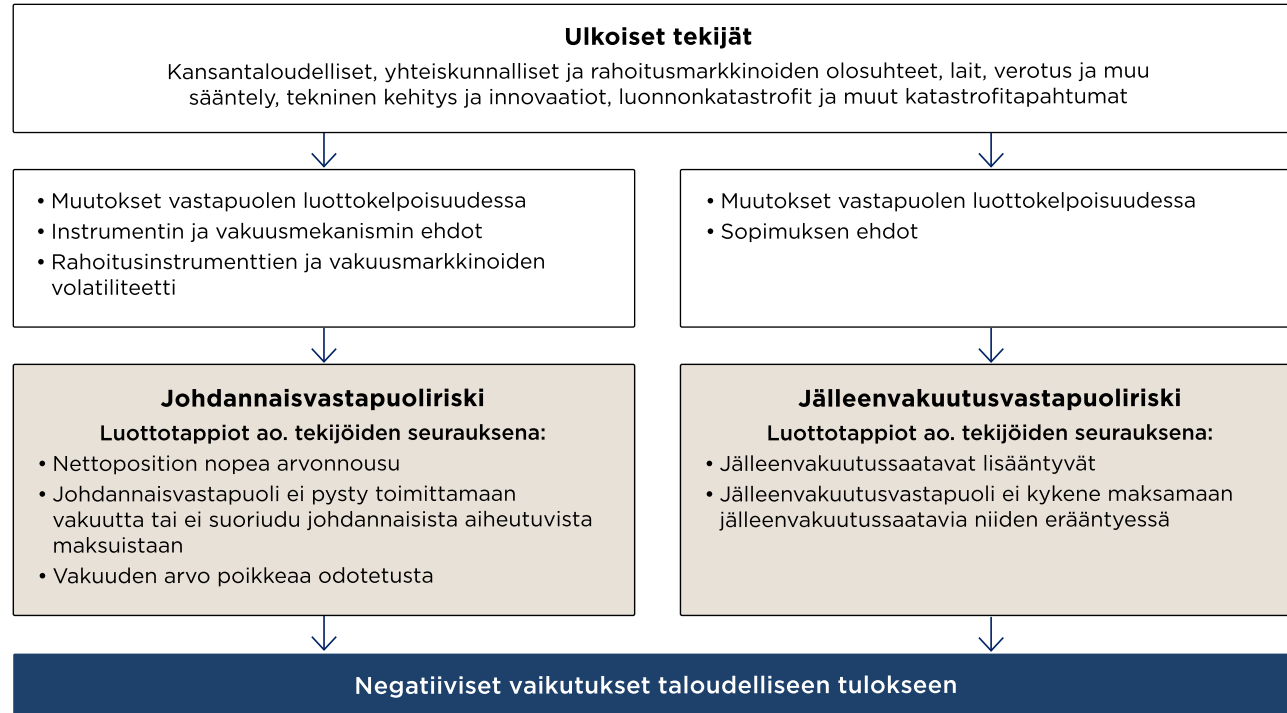 Ulkoiset tekijät
Kansantaloudelliset, yhteiskunnalliset ja rahoitusmarkkinoiden olosuhteet, lait, verotus ja muu
sääntely, tekninen kehitys ja innovaatiot, luonnonkatastrofit ja muut katastrofitapahtumat
• Muutokset vastapuolen luottokelpoisuudessa
• Instrumentin ja vakuusmekanismin ehdot
• Rahoitusinstrumenttien ja vakuusmarkkinoiden
volatiliteetti
• Muutokset vastapuolen luottokelpoisuudessa
• Sopimuksen ehdot
Johdannaisvastapuoliriski
Luottotappiot ao. tekijöiden seurauksena:
• Nettoposition nopea arvonnousu
• Johdannaisvastapuoli ei pysty toimittamaan
vakuutta tai ei suoriudu johdannaisista aiheutuvista
maksuistaan
• Vakuuden arvo poikkeaa odotetusta
Jälleenvakuutusvastapuoliriski
Luottotappiot ao. tekijöiden seurauksena:
• Jälleenvakuutussaatavat lisääntyvät
• Jälleenvakuutusvastapuoli ei kykene maksamaan
jälleenvakuutussaatavia niiden erääntyessä
Negatiiviset vaikutukset taloudelliseen tulokseen